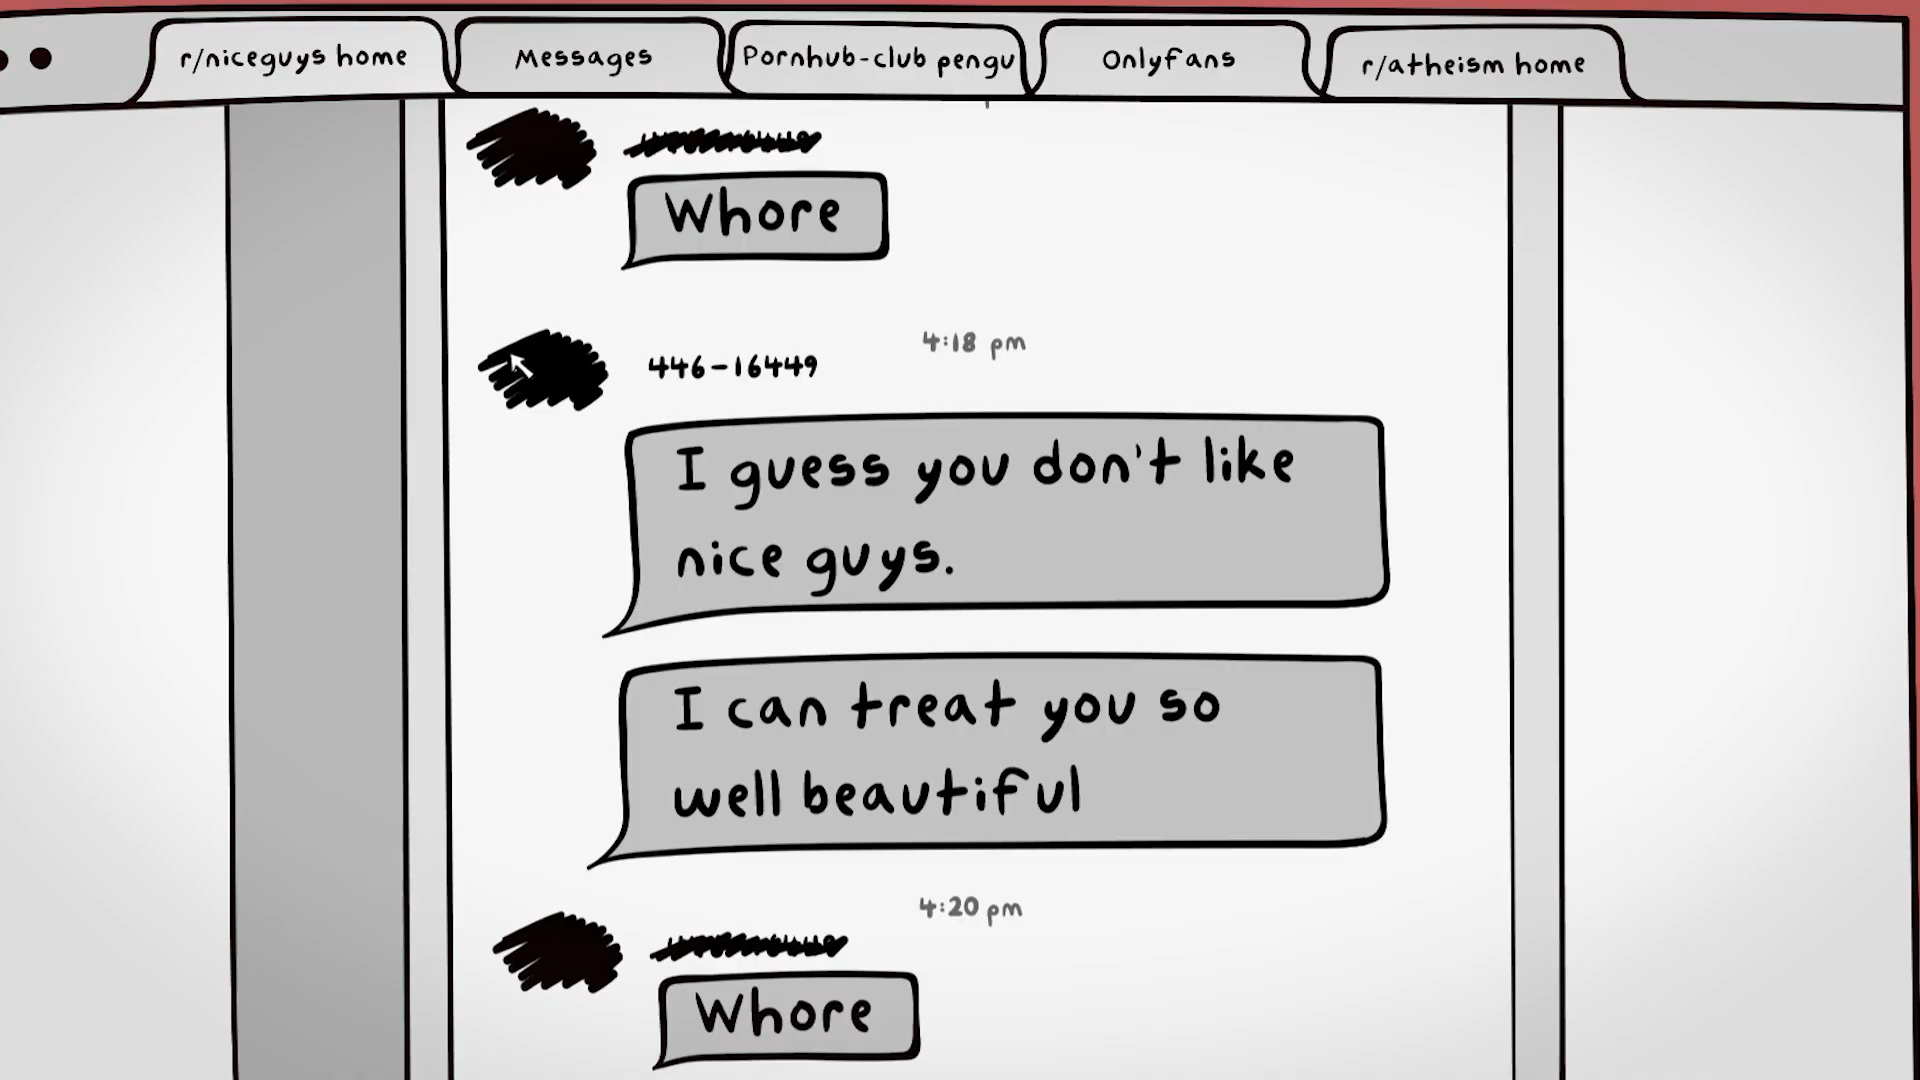 r/niceguys home
Messages
Pornhub-club pengu
Onlyfans
r/atheism home
Whore
4:18 pm
446-16449
I guess you don't like
nice guys.
I can treat you so
well beautiful
4:20 pm
Whore